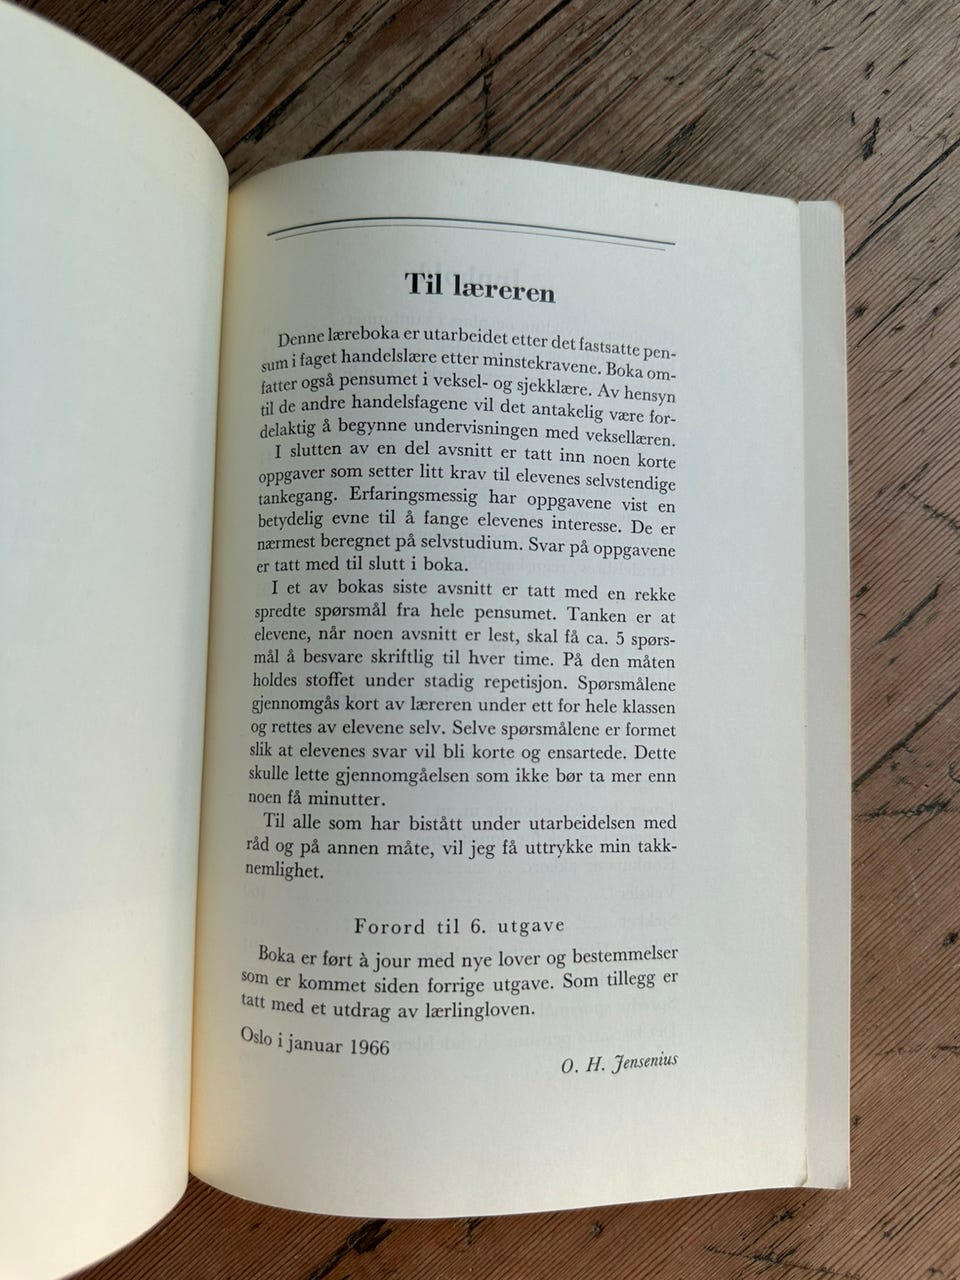 Til læreren
Denne læreboka er utarbeidet etter det fastsatte pen-
sum i faget handelslære etter minstekravene. Boka om-
fatter også pensumet i veksel- og sjekklære. Av hensyn
til de andre handelsfagene vil det antakelig være for-
delaktig å begynne undervisningen med veksellæren.
I slutten av en del avsnitt er tatt inn noen korte
oppgaver som setter litt krav til elevenes selvstendige
tankegang. Erfaringsmessig har oppgavene vist en
betydelig evne til å fange elevenes interesse. De er
nærmest beregnet på selvstudium. Svar på oppgavene
er tatt med til slutt i boka.
I et av bokas siste avsnitt er tatt med en rekke
spredte spørsmål fra hele pensumet. Tanken er at
elevene, når noen avsnitt er lest, skal få ca. 5 spørs-
mål å besvare skriftlig til hver time. På den måten
holdes stoffet under stadig repetisjon. Spørsmålene
gjennomgås kort av læreren under ett for hele klassen
og rettes av elevene selv. Selve spørsmålene er formet
slik at elevenes svar vil bli korte og ensartede. Dette
skulle lette gjennomgåelsen som ikke bør ta mer enn
noen få minutter.
Til alle som har bistått under utarbeidelsen med
råd og på annen måte, vil jeg få uttrykke min takk-
nemlighet.
Forord til 6. utgave
Boka er ført à jour med nye lover og bestemmelser
som er kommet siden forrige utgave. Som tillegg er
tatt med et utdrag av lærlingloven.
Oslo i januar 1966
O. H. Jensenius